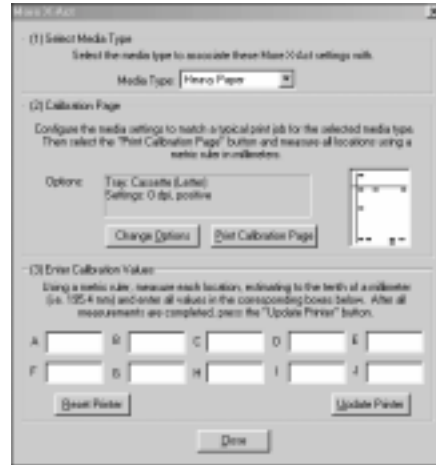 More X-Act
(1) Select Media Type
Select the media type to associate these More X-Act settings with.
Media Type: Heavy Paper
(2) Calibration Page
Configure the media settings to match a typical print job for the selected media type.
Then select the "Print Calibration Page" button and measure all locations using a
metric ruler in millimeters.
Options: Tray: Cassette (Letter)
Settings: 0 dpi, positive
Change Options Print Calibration Page
(3) Enter Calibration Values
Using a metric ruler, measure each location, estimating to the tenth of a millimeter
(i.e. 195.4 mm) and enter all values in the corresponding boxes below. After all
measurements are completed, press the "Update Printer" button.
A B C D E
F G H I J
Reset Printer Update Printer
Close